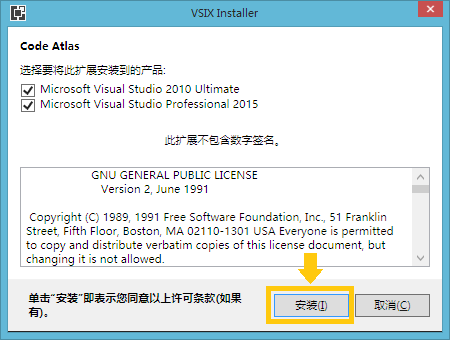 VSIX Installer
Code Atlas
选择要将此扩展安装到的产品:
Microsoft Visual Studio 2010 Ultimate
Microsoft Visual Studio Professional 2015
此扩展不包含数字签名。
GNU GENERAL PUBLIC LICENSE
Version 2, June 1991
Copyright (C) 1989, 1991 Free Software Foundation, Inc., 51 Franklin
Street, Fifth Floor, Boston, MA 02110-1301 USA Everyone is permitted
to copy and distribute verbatim copies of this license document, but
changing it is not allowed.
单击“安装”即表示您同意以上许可条款(如果
有)。
安装(I)
取消(C)